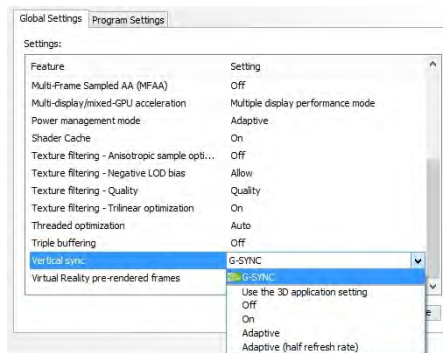 Global Settings Program Settings
Settings:
Feature Setting
Multi-Frame Sampled AA (MFAA) Off
Multi-display/mixed-GPU acceleration Multiple display performance mode
Power management mode Adaptive
Shader Cache On
Texture filtering - Anisotropic sample opti... Off
Texture filtering - Negative LOD bias Allow
Texture filtering - Quality Quality
Texture filtering - Trilinear optimization On
Threaded optimization Auto
Triple buffering Off
Vertical sync G-SYNC
Virtual Reality pre-rendered frames G-SYNC
Use the 3D application setting
Off
On
Adaptive
Adaptive (half refresh rate)